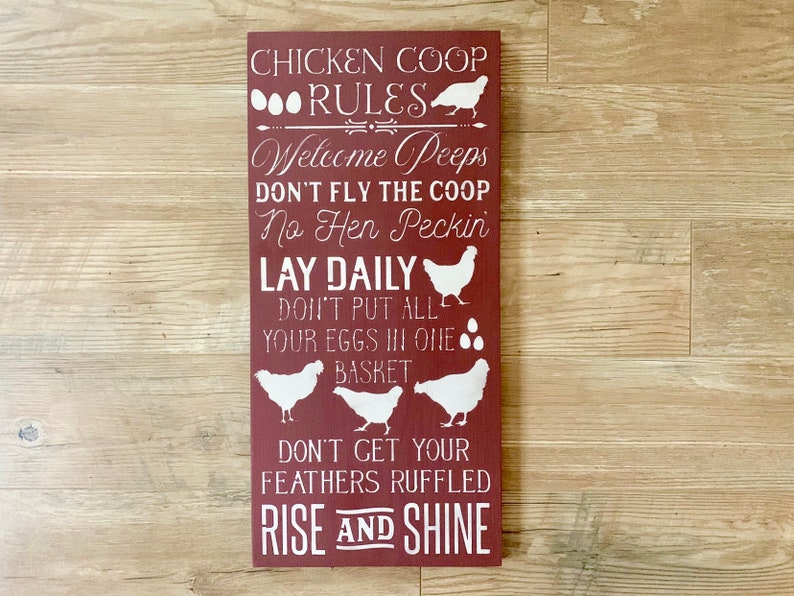 CHICKEN COOP
RULES
Welcome Peeps
DON'T FLY THE COOP
No Hen Peckin'
LAY DAILY
DON'T PUT ALL
YOUR EGGS IN ONE
BASKET
DON'T GET YOUR
FEATHERS RUFFLED
RISE AND SHINE